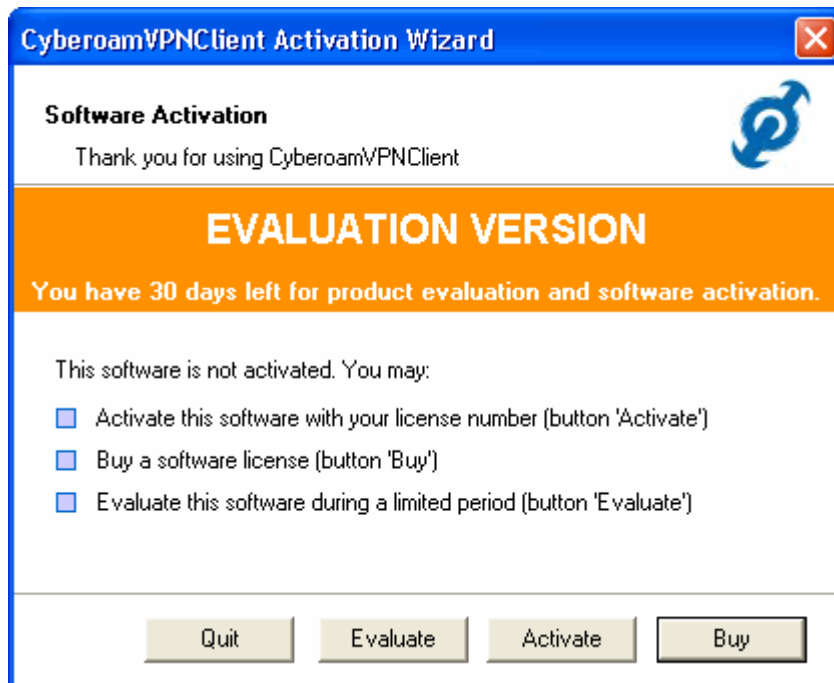 CyberoamVPNClient Activation Wizard
Software Activation
Thank you for using CyberoamVPNClient
EVALUATION VERSION
You have 30 days left for product evaluation and software activation.
This software is not activated. You may:
Activate this software with your license number (button 'Activate')
Buy a software license (button 'Buy')
Evaluate this software during a limited period (button 'Evaluate')
Quit
Evaluate
Activate
Buy